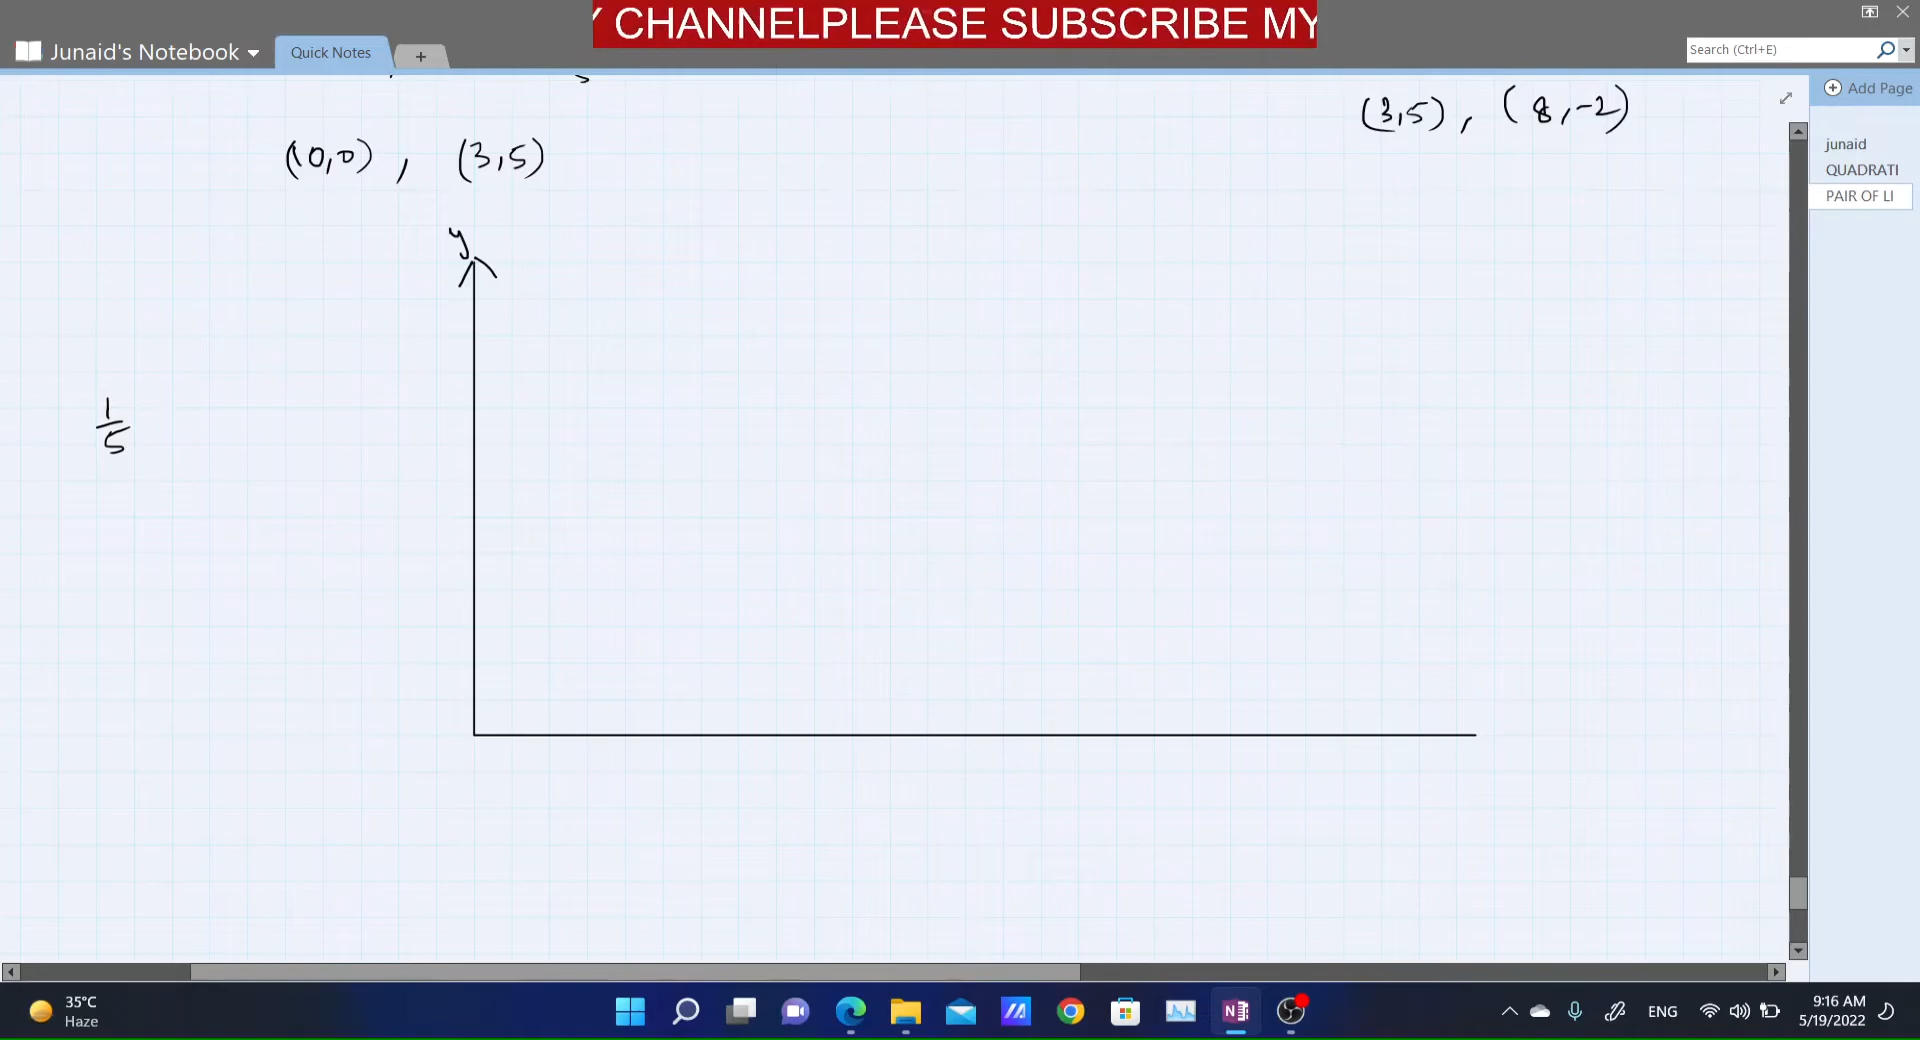 Y CHANNELPLEASE SUBSCRIBE MY
Junaid's Notebook
Quick Notes
+
Search (Ctrl+E)
Add Page
junaid
QUADRATI
PAIR OF LI
(3,5), (8,-2)
(0,0), (3,5)
y
1
5
35°C
Haze
ENG
9:16 AM
5/19/2022